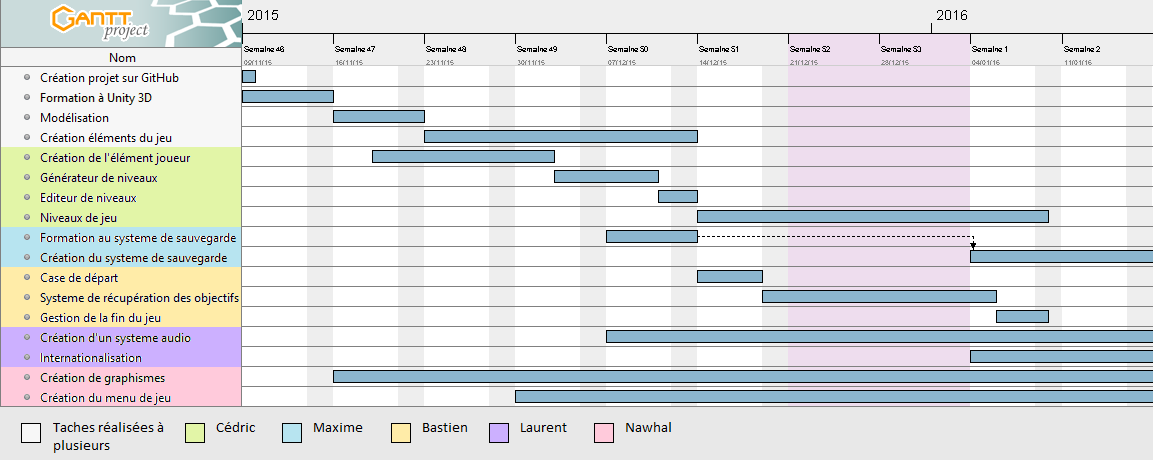 GANTT
project
2015
2016
Semaine 46
Semaine 47
Semaine 48
Semaine 49
Semaine 50
Semaine 51
Semaine 52
Semaine 53
Semaine 1
Semaine 2
Nom
09/11/15
16/11/15
23/11/15
30/11/15
07/12/15
14/12/15
21/12/15
28/12/15
04/01/16
11/01/16
Création projet sur GitHub
Formation à Unity 3D
Modélisation
Création éléments du jeu
Création de l'élément joueur
Générateur de niveaux
Editeur de niveaux
Niveaux de jeu
Formation au systeme de sauvegarde
Création du systeme de sauvegarde
Case de départ
Systeme de récupération des objectifs
Gestion de la fin du jeu
Création d'un systeme audio
Internationalisation
Création de graphismes
Création du menu de jeu
Taches réalisées à
plusieurs
Cédric
Maxime
Bastien
Laurent
Nawhal